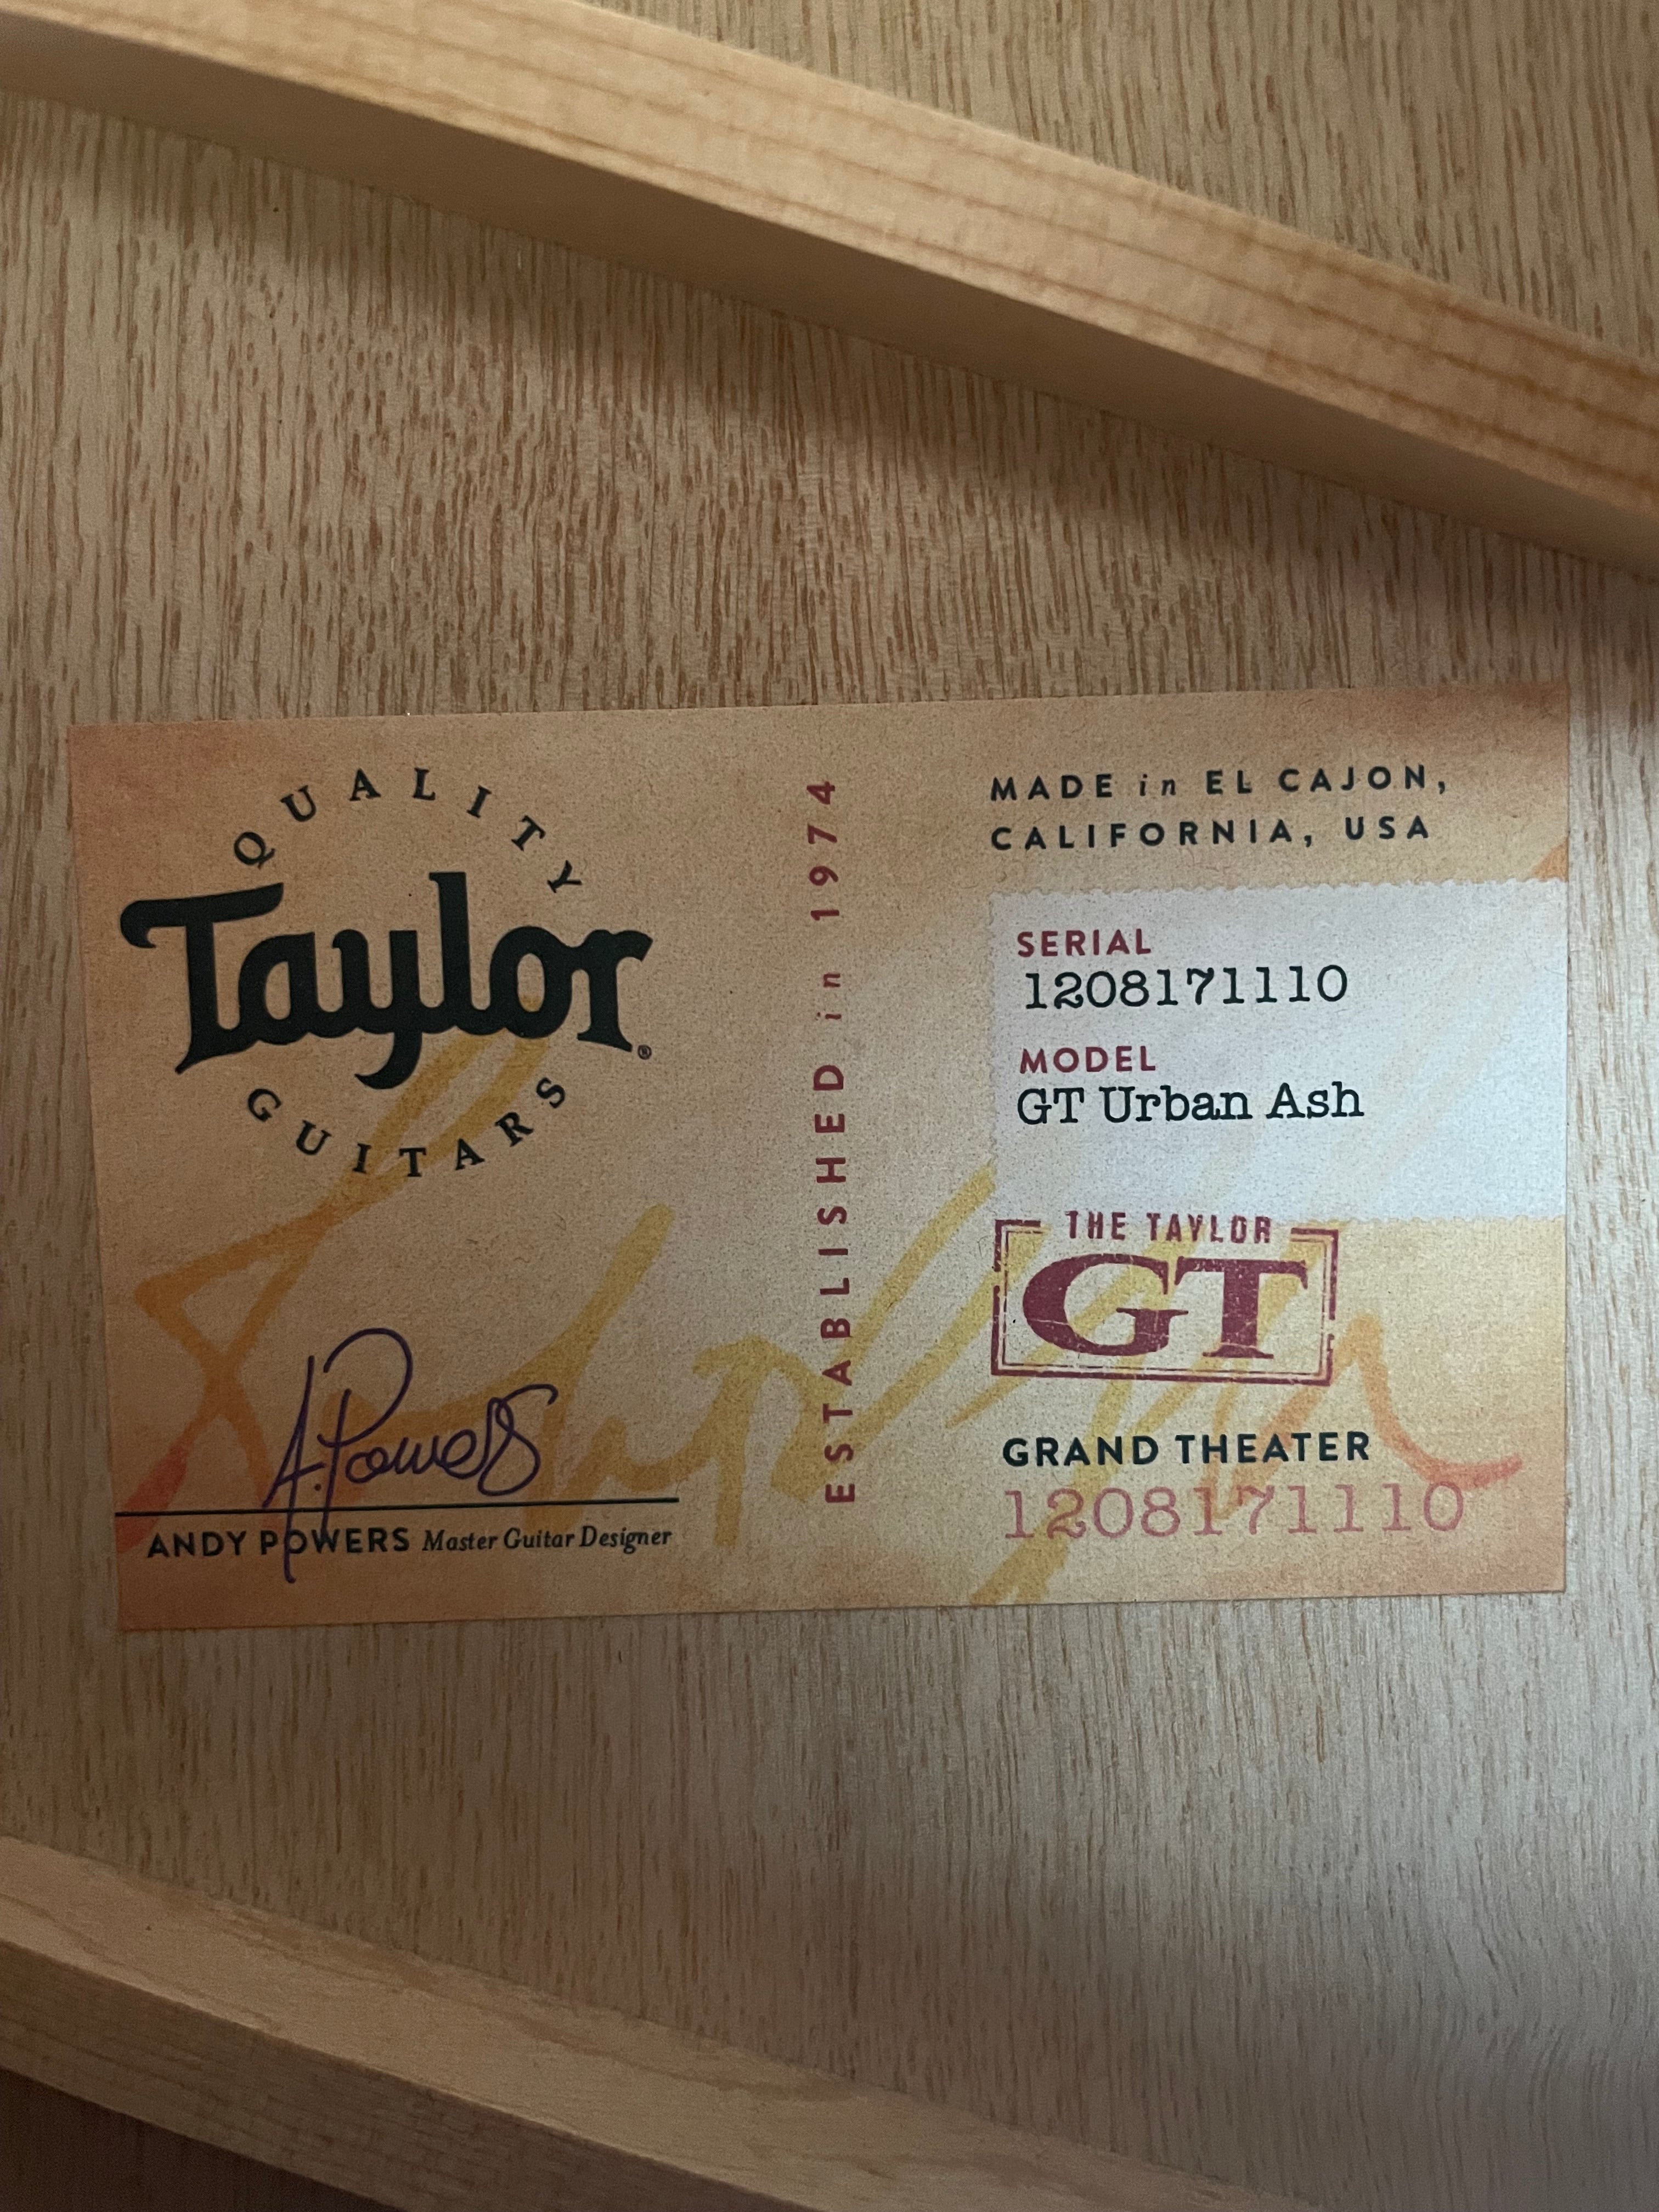 QUALITY
Taylor®
GUITARS
A. Powers
ANDY POWERS Master Guitar Designer
ESTABLISHED in 1974
MADE in EL CAJON,
CALIFORNIA, USA
SERIAL
1208171110
MODEL
GT Urban Ash
THE TAYLOR
GT
GRAND THEATER
1208171110